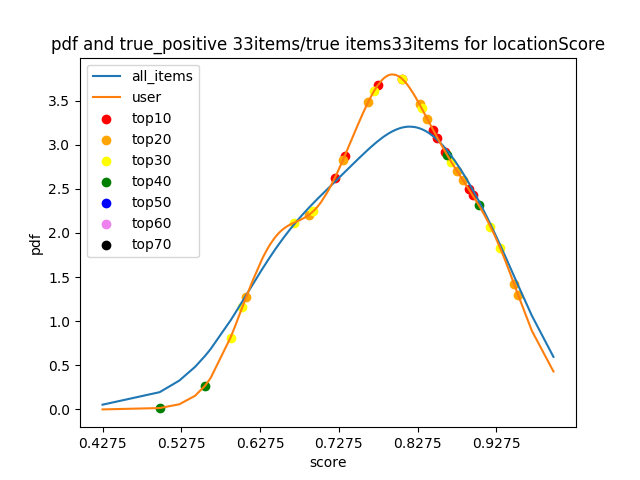 pdf and true_positive 33items/true items33items for locationScore
all_items
user
top10
top20
top30
top40
top50
top60
top70
pdf
3.5
3.0
2.5
2.0
1.5
1.0
0.5
0.0
0.4275 0.5275 0.6275 0.7275 0.8275 0.9275
score